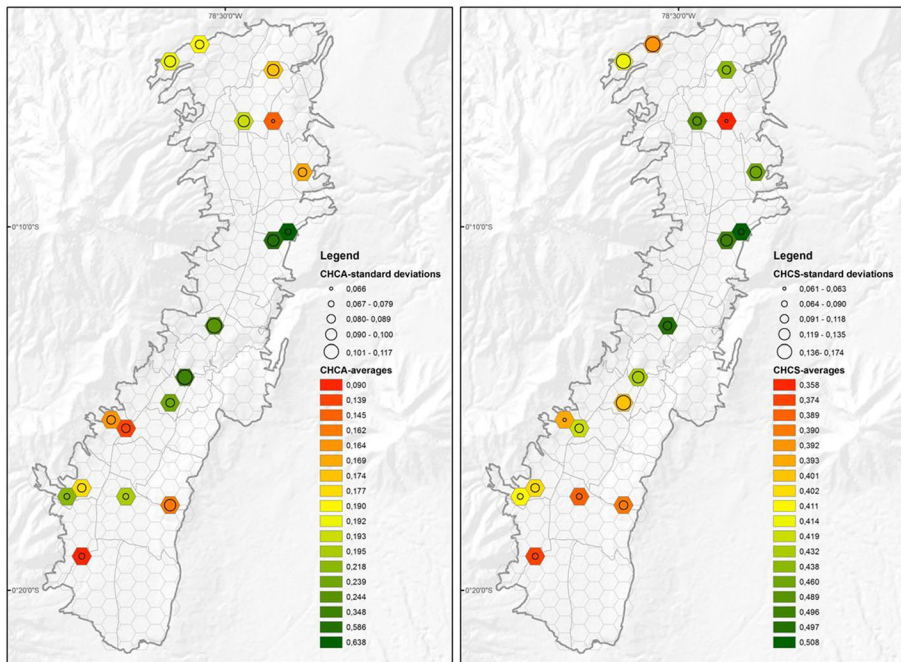 78°30'0"W
0°10'0"S
0°20'0"S
Legend
CHCA-standard deviations
0,066
0,067 - 0,079
0,080- 0,089
0,090 - 0,100
0,101 - 0,117
CHCA-averages
0,090
0,139
0,145
0,162
0,164
0,169
0,174
0,177
0,190
0,192
0,193
0,195
0,218
0,239
0,244
0,348
0,586
0,638
78°30'0"W
0°10'0"S
0°20'0"S
Legend
CHCS-standard deviations
0,061 - 0,063
0,064 - 0,090
0,091 - 0,118
0,119 - 0,135
0,136- 0,174
CHCS-averages
0,358
0,374
0,389
0,390
0,392
0,393
0,401
0,402
0,411
0,414
0,419
0,432
0,438
0,460
0,489
0,496
0,497
0,508